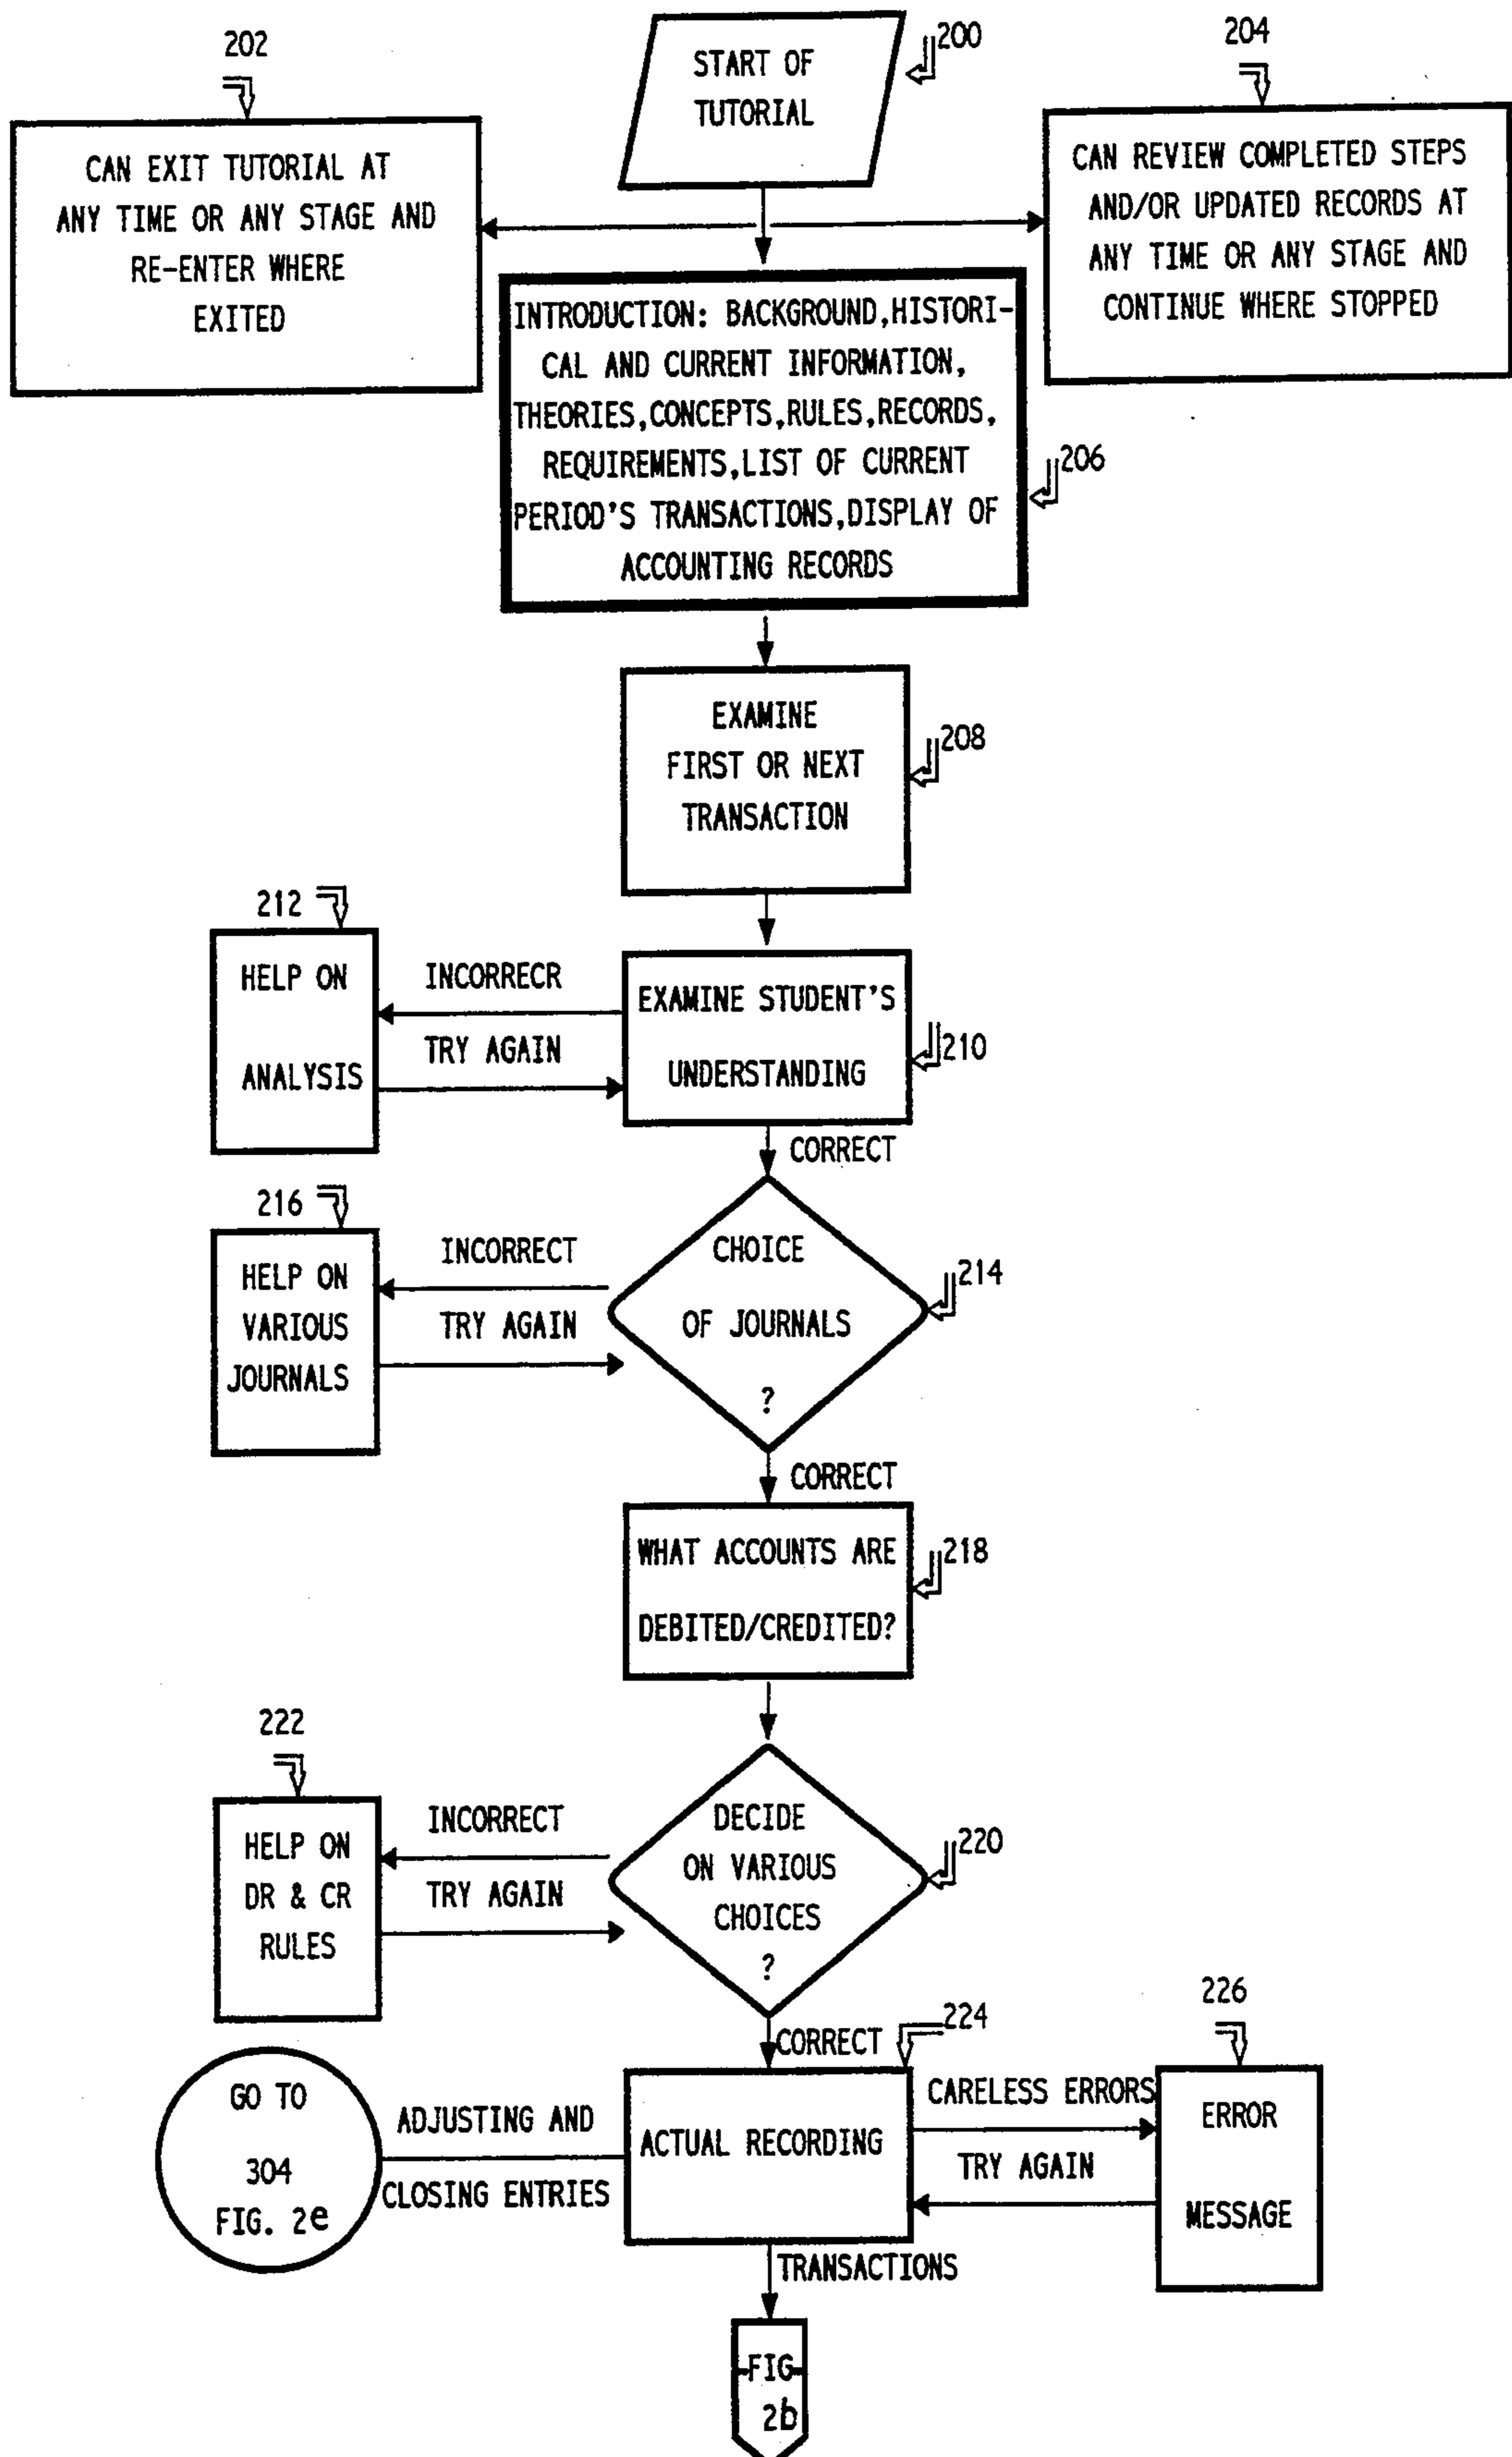 202
200
204
START OF
TUTORIAL
CAN EXIT TUTORIAL AT
ANY TIME OR ANY STAGE AND
RE-ENTER WHERE
EXITED
CAN REVIEW COMPLETED STEPS
AND/OR UPDATED RECORDS AT
ANY TIME OR ANY STAGE AND
CONTINUE WHERE STOPPED
INTRODUCTION: BACKGROUND,HISTORI-
CAL AND CURRENT INFORMATION,
THEORIES,CONCEPTS,RULES,RECORDS,
REQUIREMENTS,LIST OF CURRENT
PERIOD'S TRANSACTIONS,DISPLAY OF
ACCOUNTING RECORDS
206
EXAMINE
FIRST OR NEXT
TRANSACTION
208
212
HELP ON
ANALYSIS
INCORRECR
TRY AGAIN
EXAMINE STUDENT'S
UNDERSTANDING
210
CORRECT
216
HELP ON
VARIOUS
JOURNALS
INCORRECT
TRY AGAIN
CHOICE
OF JOURNALS
?
214
CORRECT
WHAT ACCOUNTS ARE
DEBITED/CREDITED?
218
222
HELP ON
DR & CR
RULES
INCORRECT
TRY AGAIN
DECIDE
ON VARIOUS
CHOICES
?
220
CORRECT
224
226
GO TO
304
FIG. 2e
ADJUSTING AND
CLOSING ENTRIES
ACTUAL RECORDING
CARELESS ERRORS
TRY AGAIN
ERROR
MESSAGE
TRANSACTIONS
FIG
2b